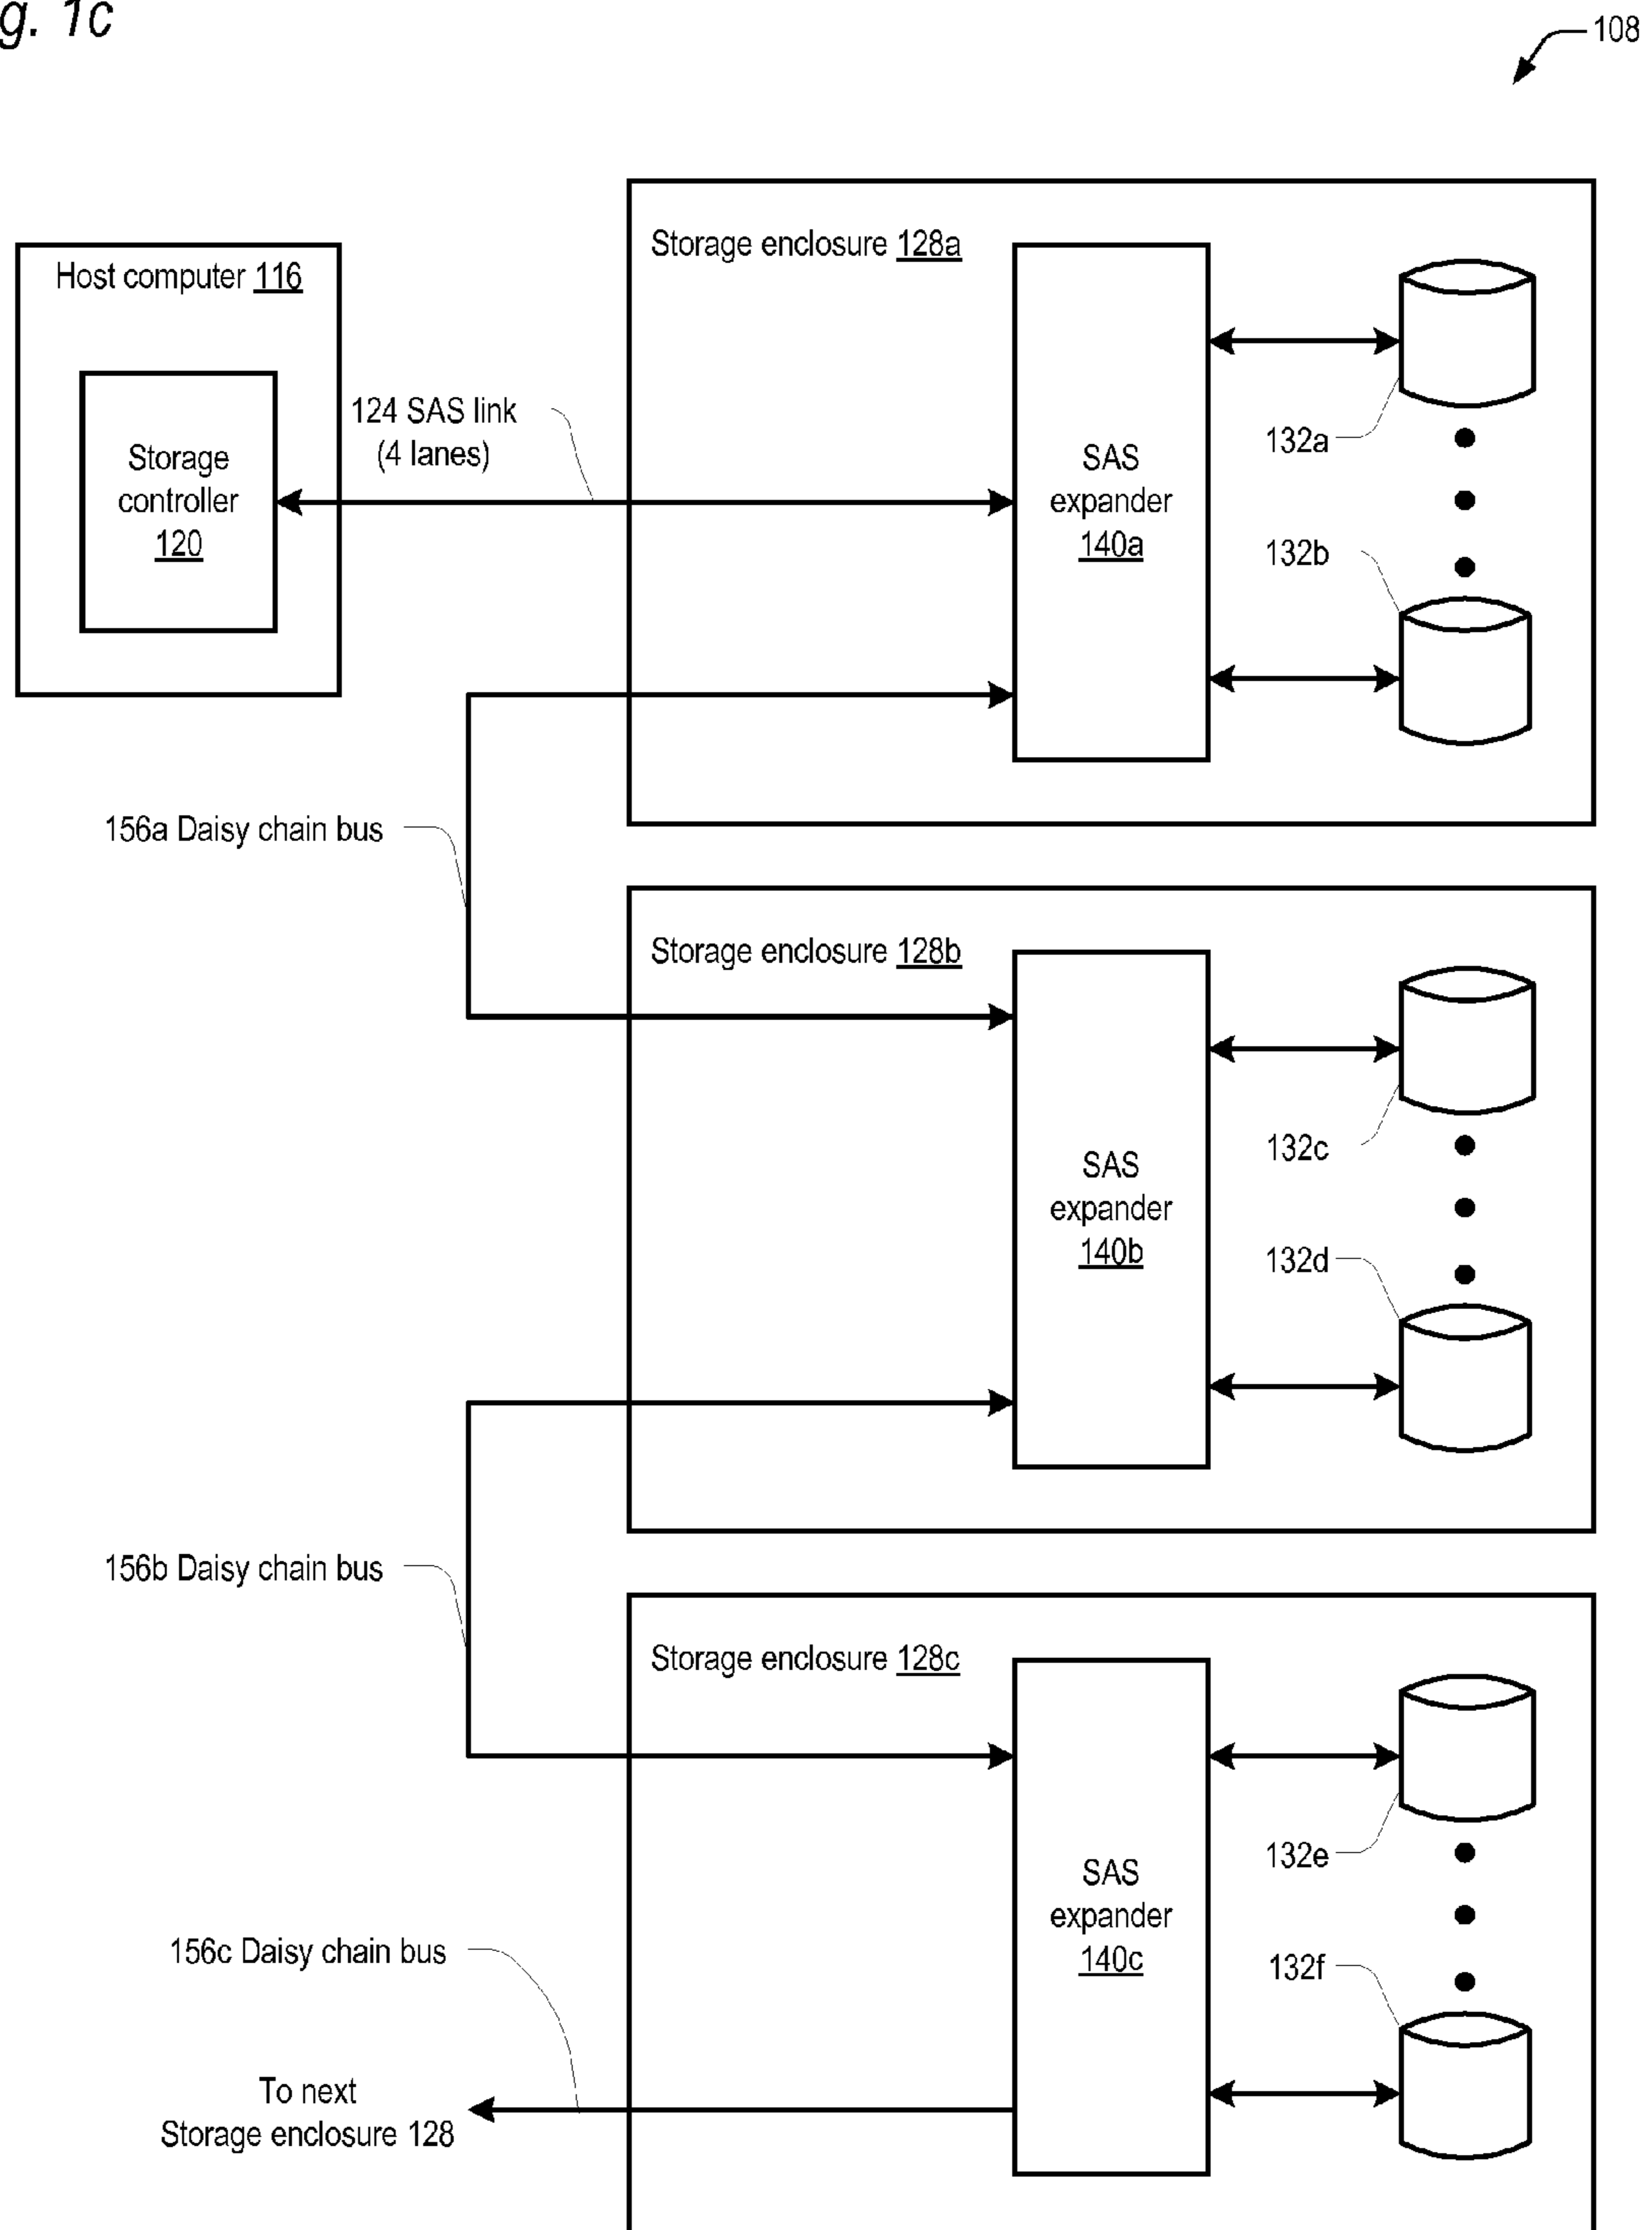 g. 1c
108
Storage enclosure 128a
Host computer 116
124 SAS link
(4 lanes)
Storage
controller
120
SAS
expander
140a
132a
132b
156a Daisy chain bus
Storage enclosure 128b
SAS
expander
140b
132c
132d
156b Daisy chain bus
Storage enclosure 128c
SAS
expander
140c
132e
132f
156c Daisy chain bus
To next
Storage enclosure 128